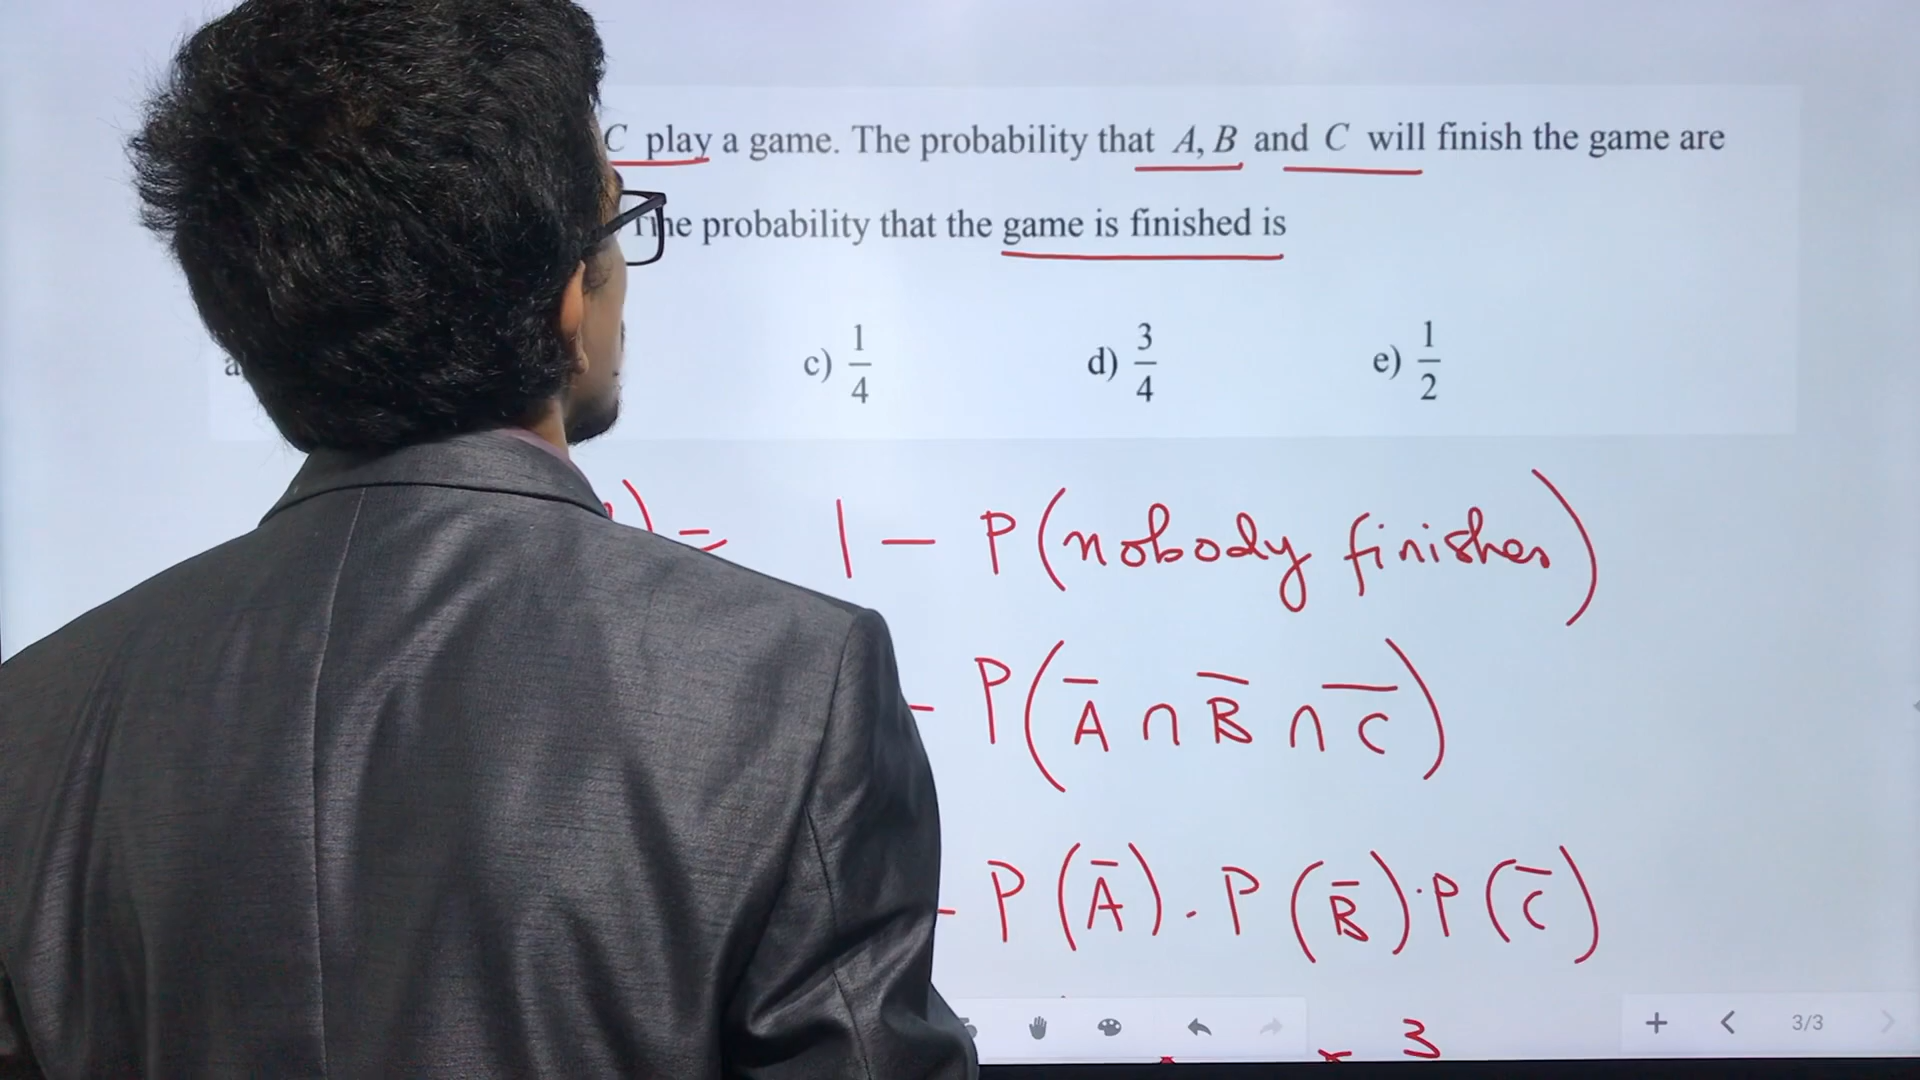 C play a game. The probability that A, B and C will finish the game are
The probability that the game is finished is
c) 1/4 d) 3/4 e) 1/2
) = 1 - P(nobody finishes)
- P(A̅ ∩ B̅ ∩ C̅)
- P(A̅) . P(B̅) . P(C̅)
3
3/3